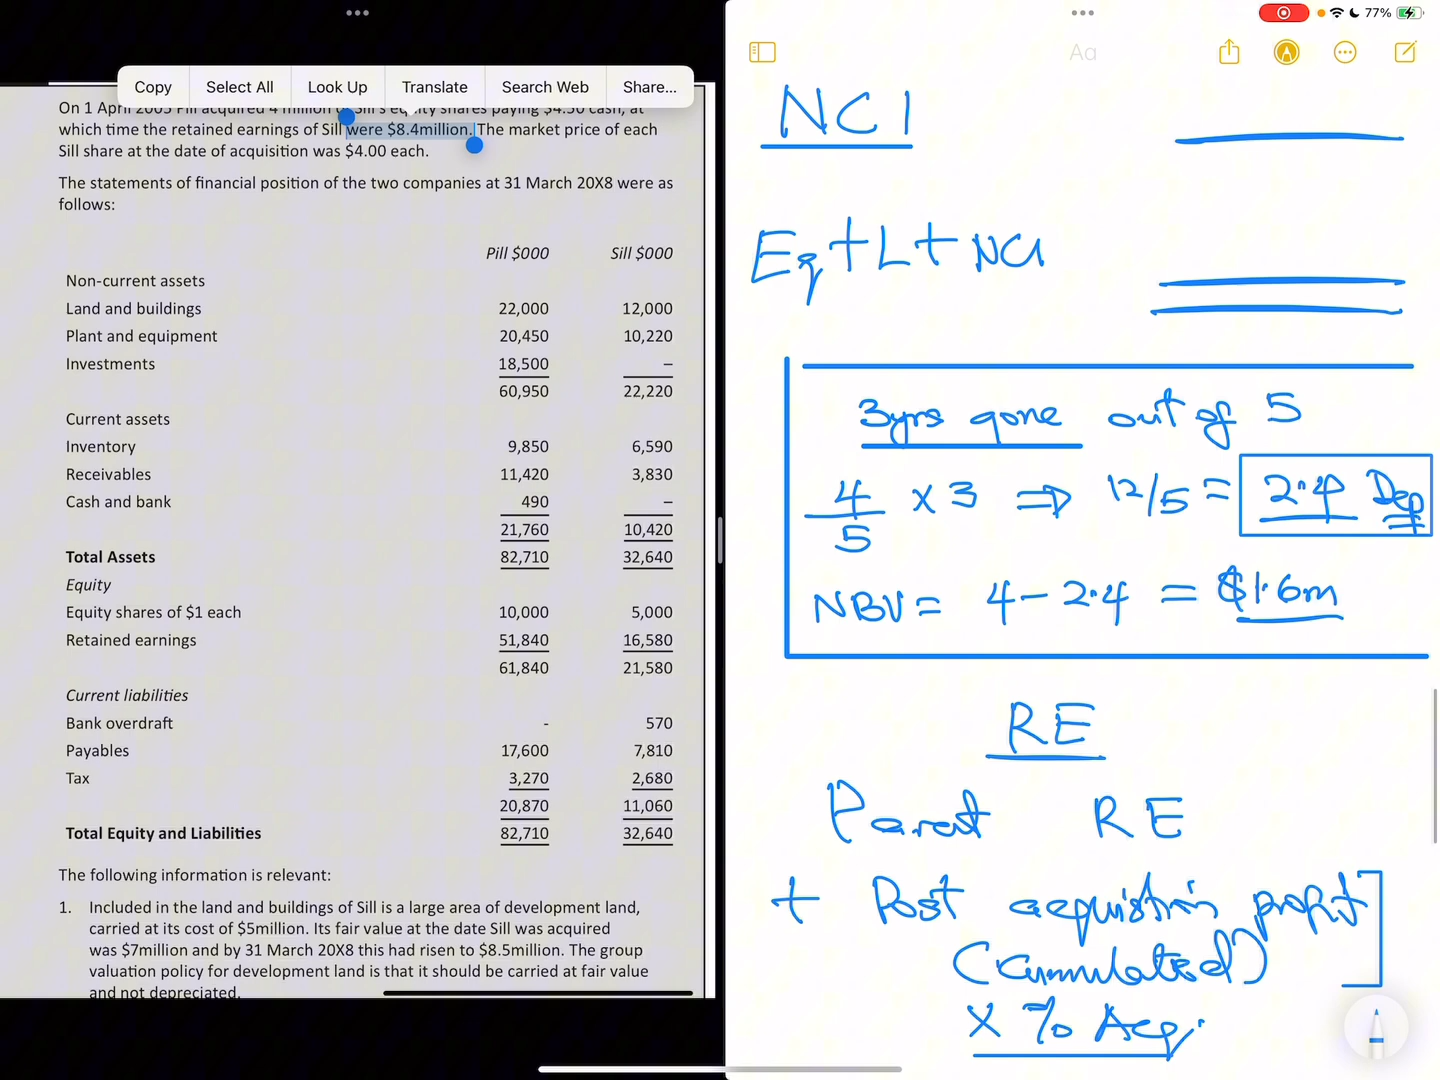 77%
Copy Select All Look Up Translate Search Web Share...
Aa
which time the retained earnings of Sill were $8.4million. The market price of each
Sill share at the date of acquisition was $4.00 each.
The statements of financial position of the two companies at 31 March 20X8 were as
follows:
Pill $000 Sill $000
Non-current assets
Land and buildings 22,000 12,000
Plant and equipment 20,450 10,220
Investments 18,500 –
60,950 22,220
Current assets
Inventory 9,850 6,590
Receivables 11,420 3,830
Cash and bank 490 –
21,760 10,420
Total Assets 82,710 32,640
Equity
Equity shares of $1 each 10,000 5,000
Retained earnings 51,840 16,580
61,840 21,580
Current liabilities
Bank overdraft - 570
Payables 17,600 7,810
Tax 3,270 2,680
20,870 11,060
Total Equity and Liabilities 82,710 32,640
The following information is relevant:
1. Included in the land and buildings of Sill is a large area of development land,
carried at its cost of $5million. Its fair value at the date Sill was acquired
was $7million and by 31 March 20X8 this had risen to $8.5million. The group
valuation policy for development land is that it should be carried at fair value
and not depreciated.
NCI
Eq + L + NCI
3yrs gone out of 5
4/5 x 3 ⇒ 12/5 = 2.4 Dep
NBV = 4 - 2.4 = $1.6m
RE
Parent RE
+ Post acquisition profit
(cumulated)
x % Acq.